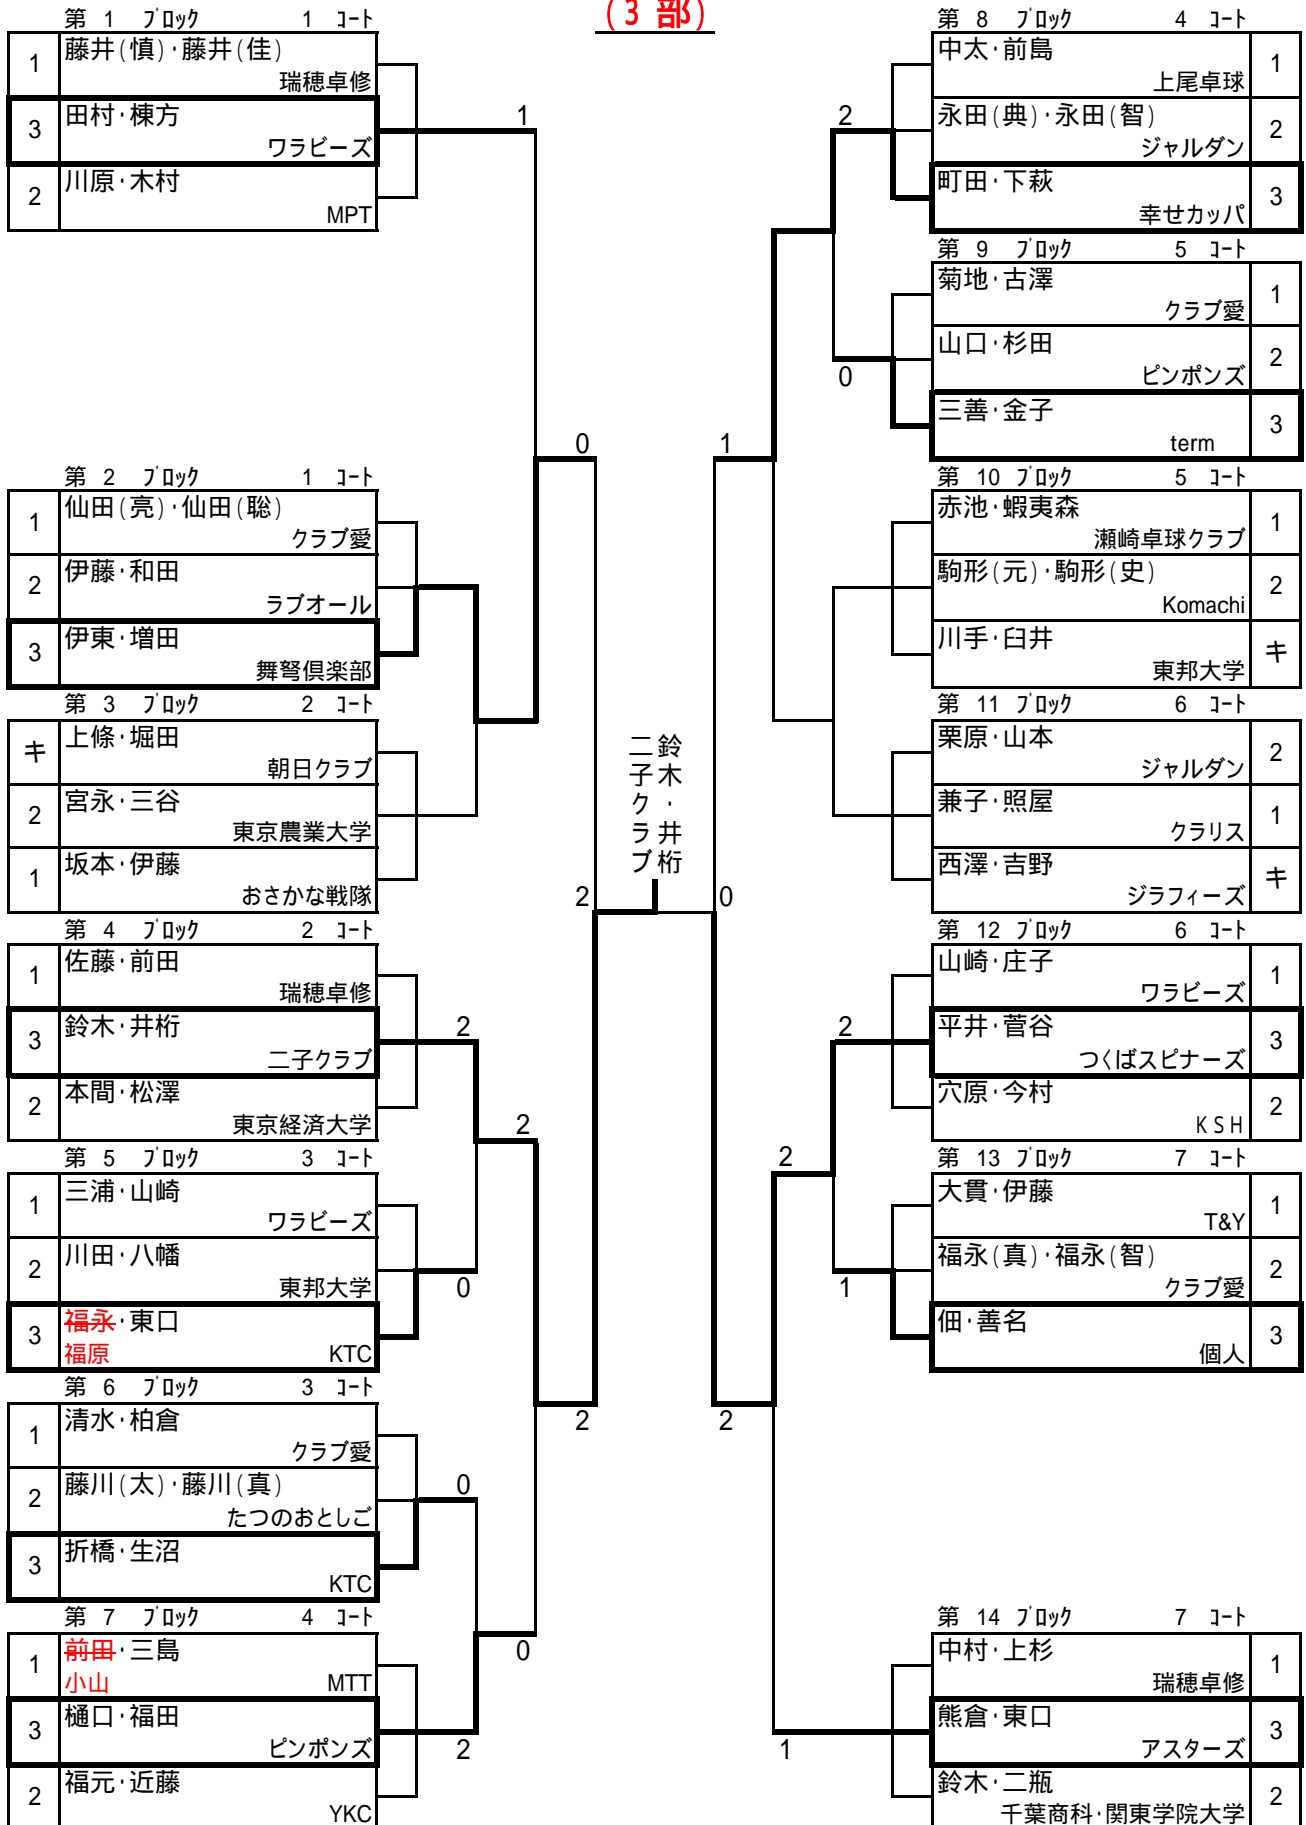 (3 部)
第 1 ブロック 1 コート
1 藤井(慎)・藤井(佳)
瑞穂卓修
3 田村・棟方
ワラビーズ
2 川原・木村
MPT
1
第 2 ブロック 1 コート
1 仙田(亮)・仙田(聡)
クラブ愛
2 伊藤・和田
ラブオール
3 伊東・増田
舞弩倶楽部
0
第 3 ブロック 2 コート
キ 上條・堀田
朝日クラブ
2 宮永・三谷
東京農業大学
1 坂本・伊藤
おさかな戦隊
2
第 4 ブロック 2 コート
1 佐藤・前田
瑞穂卓修
3 鈴木・井桁
二子クラブ
2 本間・松澤
東京経済大学
2
2
第 5 ブロック 3 コート
1 三浦・山崎
ワラビーズ
2 川田・八幡
東邦大学
3 福永・東口
福原 KTC
0
第 6 ブロック 3 コート
1 清水・柏倉
クラブ愛
2 藤川(太)・藤川(真)
たつのおとしご
3 折橋・生沼
KTC
2
0
第 7 ブロック 4 コート
1 前田・三島
小山 MTT
3 樋口・福田
ピンポンズ
2 福元・近藤
YKC
0
2
鈴木・井桁
二子クラブ
第 8 ブロック 4 コート
中太・前島 1
上尾卓球
永田(典)・永田(智) 2
ジャルダン
町田・下萩 3
幸せカッパ
2
第 9 ブロック 5 コート
菊地・古澤 1
クラブ愛
山口・杉田 2
ピンポンズ
三善・金子 3
term
0
1
第 10 ブロック 5 コート
赤池・蝦夷森 1
瀬崎卓球クラブ
駒形(元)・駒形(史) 2
Komachi
川手・臼井 キ
東邦大学
第 11 ブロック 6 コート
栗原・山本 2
ジャルダン
兼子・照屋 1
クラリス
西澤・吉野 キ
ジラフィーズ
0
第 12 ブロック 6 コート
山崎・庄子 1
ワラビーズ
平井・菅谷 3
つくばスピナーズ
穴原・今村 2
KSH
2
2
第 13 ブロック 7 コート
大貫・伊藤 1
T&Y
福永(真)・福永(智) 2
クラブ愛
佃・善名 3
個人
1
2
第 14 ブロック 7 コート
中村・上杉 1
瑞穂卓修
熊倉・東口 3
アスターズ
鈴木・二瓶 2
千葉商科・関東学院大学
1